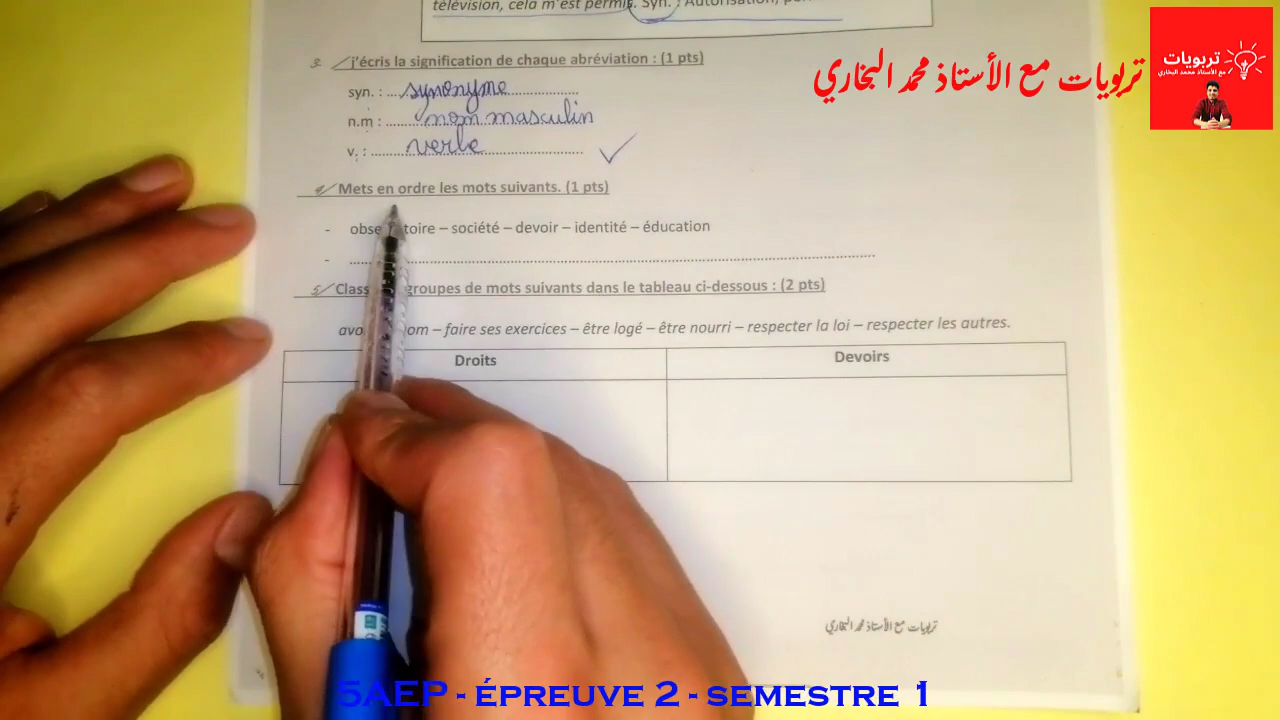 télévision, cela m'est permis. Syn. : Autorisation,
3/ j'écris la signification de chaque abréviation : (1 pts)
syn. : synonyme
n.m : nom masculin
v. : verbe
4/ Mets en ordre les mots suivants. (1 pts)
- toire – société – devoir – identité – éducation
-
5/ groupes de mots suivants dans le tableau ci-dessous : (2 pts)
– faire ses exercices – être logé – être nourri – respecter la loi – respecter les autres.
Droits Devoirs
تربويات مع الأستاذ محمد البخاري
تربويات
مع الأستاذ محمد البخاري
تربويات مع الأستاذ محمد البخاري
5AEP - épreuve 2 - semestre 1